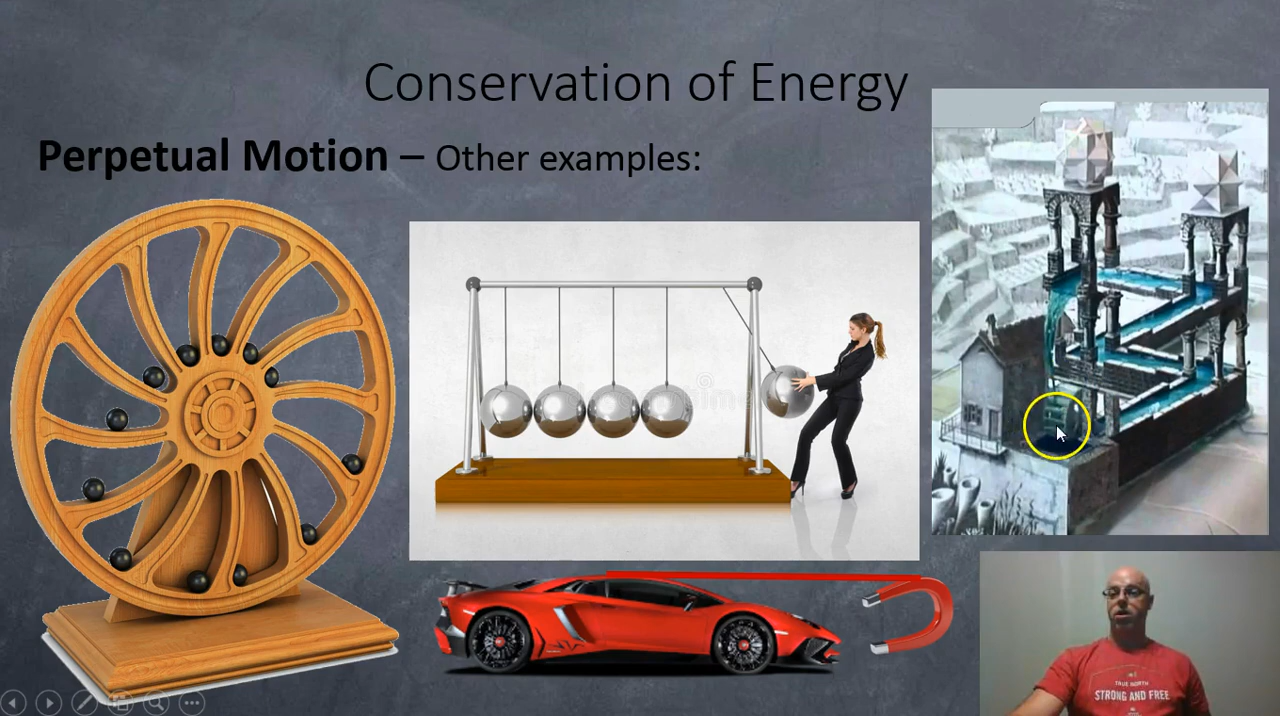 Conservation of Energy
Perpetual Motion – Other examples:
TRUE NORTH
STRONG AND FREE